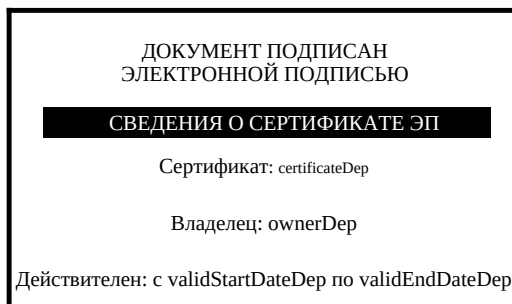 ДОКУМЕНТ ПОДПИСАН
ЭЛЕКТРОННОЙ ПОДПИСЬЮ
СВЕДЕНИЯ О СЕРТИФИКАТЕ ЭП
Сертификат: certificateDep
Владелец: ownerDep
Действителен: с validStartDateDep по validEndDateDep